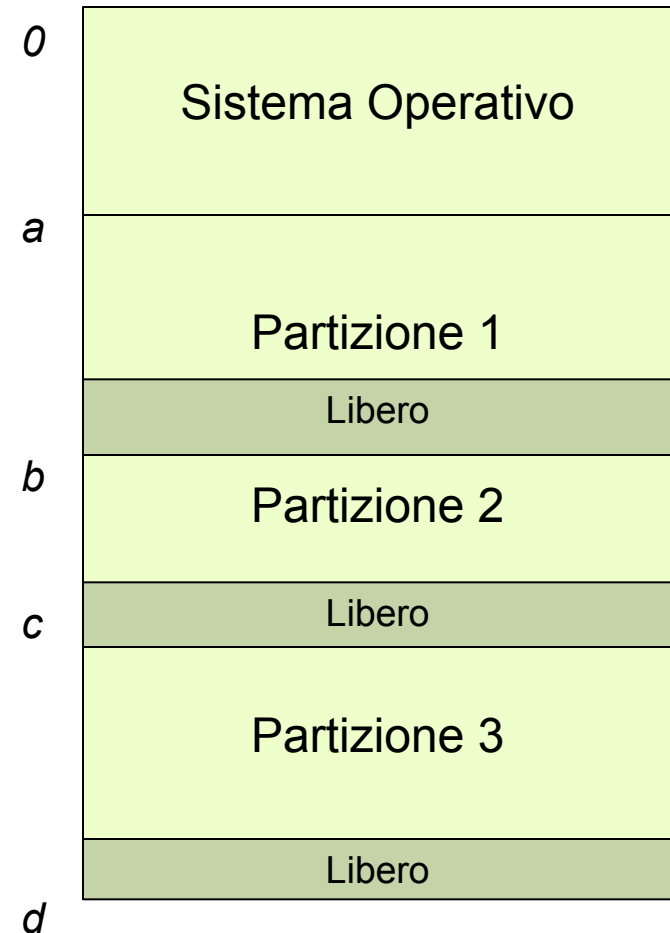 0
Sistema Operativo
a
Partizione 1
Libero
b
Partizione 2
Libero
c
Partizione 3
Libero
d